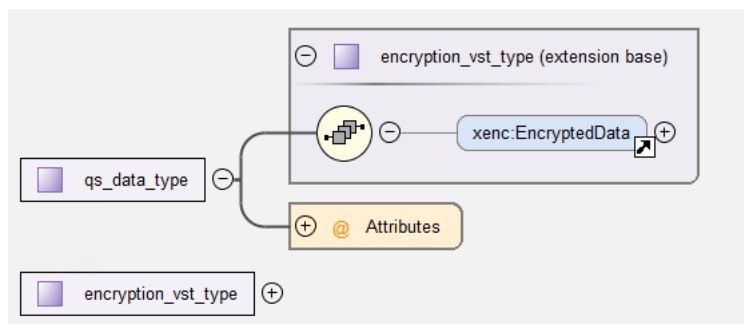 encryption_vst_type (extension base)
xenc:EncryptedData
qs_data_type
@ Attributes
encryption_vst_type